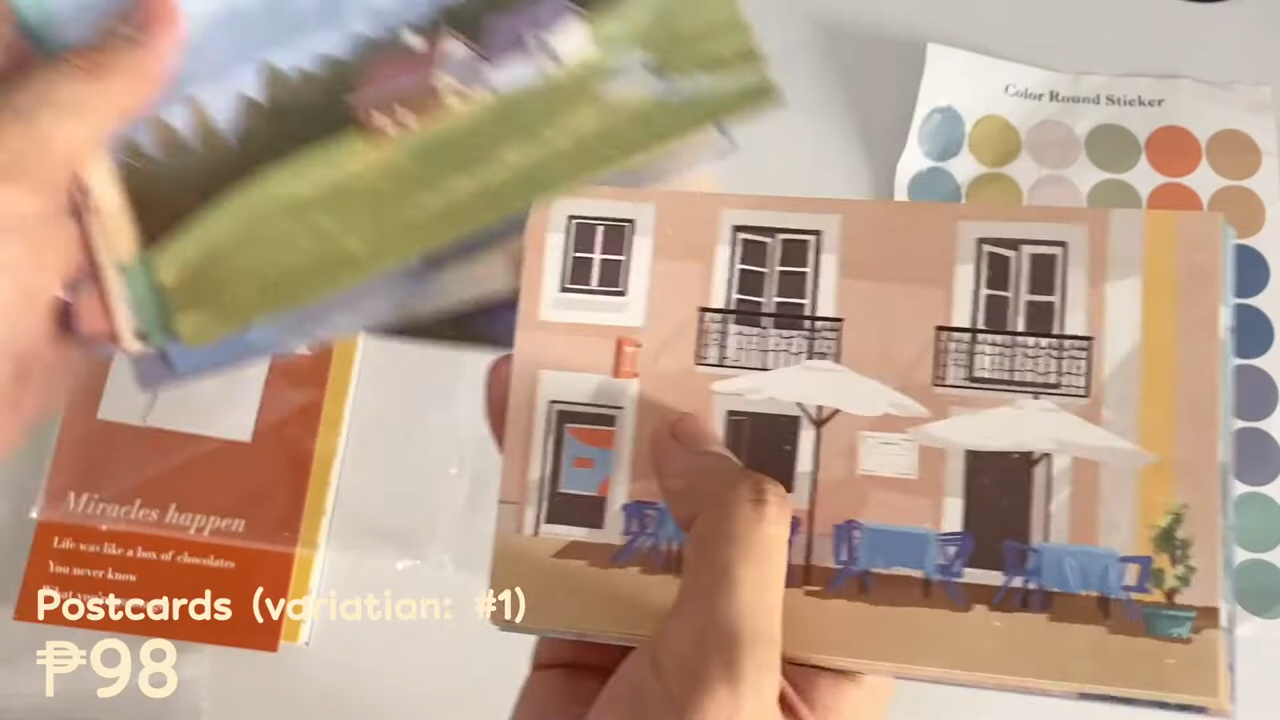 Color Round Sticker
Miracles happen
Life was like a box of chocolates
You never know
Postcards (variation: #1)
₱98